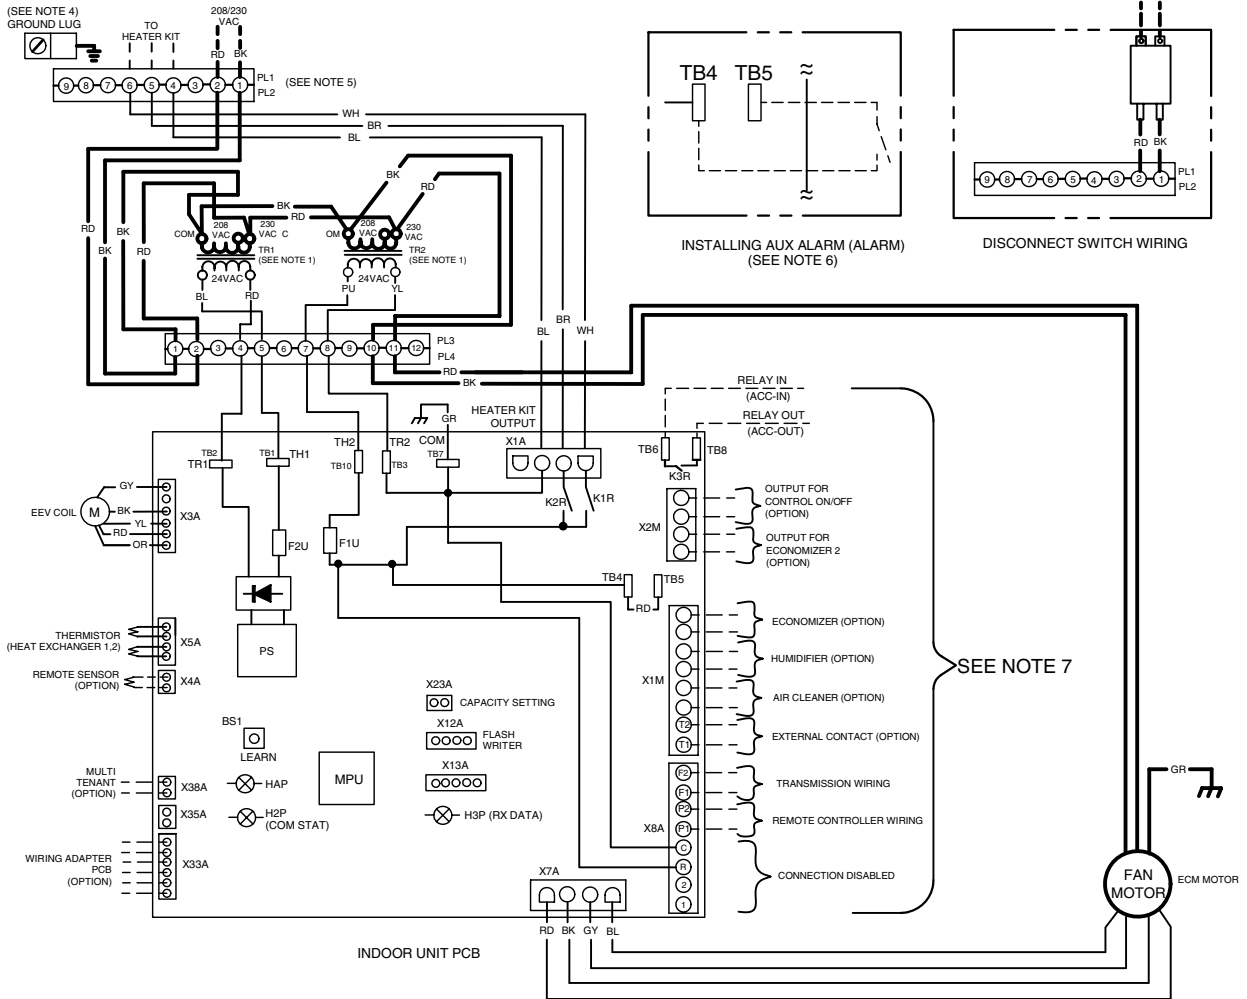 (SEE NOTE 4)
GROUND LUG
TO
HEATER KIT
208/230
VAC
RD BK
9 8 7 6 5 4 3 2 1
PL1
PL2
(SEE NOTE 5)
WH
BR
BL
BK
RD
BK
RD
RD
BK
BK
RD
COM
208
VAC
230
VAC C
TR1
(SEE NOTE 1)
24VAC
BL
RD
OM
208
VAC
230
VAC
TR2
(SEE NOTE 1)
24VAC
PU
YL
BL
BR
WH
1 2 3 4 5 6 7 8 9 10 11 12
PL3
PL4
RD
BK
TB4 TB5
INSTALLING AUX ALARM (ALARM)
(SEE NOTE 6)
RD BK
9 8 7 6 5 4 3 2 1
PL1
PL2
DISCONNECT SWITCH WIRING
RELAY IN
(ACC-IN)
RELAY OUT
(ACC-OUT)
TB6
TB8
K3R
HEATER KIT
OUTPUT
X1A
K2R
K1R
GR
COM
TB7
TB2
TR1
TB1
TH1
TH2
TB10
TR2
TB3
F2U
F1U
PS
EEV COIL
M
GY
BK
YL
RD
OR
X3A
THERMISTOR
(HEAT EXCHANGER 1,2)
X5A
REMOTE SENSOR
(OPTION)
X4A
MULTI
TENANT
(OPTION)
X38A
X35A
WIRING ADAPTER
PCB
(OPTION)
X33A
BS1
LEARN
HAP
H2P
(COM STAT)
MPU
X23A
CAPACITY SETTING
X12A
FLASH
WRITER
X13A
H3P (RX DATA)
TB4
TB5
RD
X2M
OUTPUT FOR
CONTROL ON/OFF
(OPTION)
OUTPUT FOR
ECONOMIZER 2
(OPTION)
X1M
ECONOMIZER (OPTION)
HUMIDIFIER (OPTION)
AIR CLEANER (OPTION)
T2
T1
EXTERNAL CONTACT (OPTION)
F2
F1
TRANSMISSION WIRING
P2
P1
REMOTE CONTROLLER WIRING
X8A
C
R
2
1
CONNECTION DISABLED
SEE NOTE 7
X7A
RD BK GY BL
INDOOR UNIT PCB
GR
FAN
MOTOR
ECM MOTOR